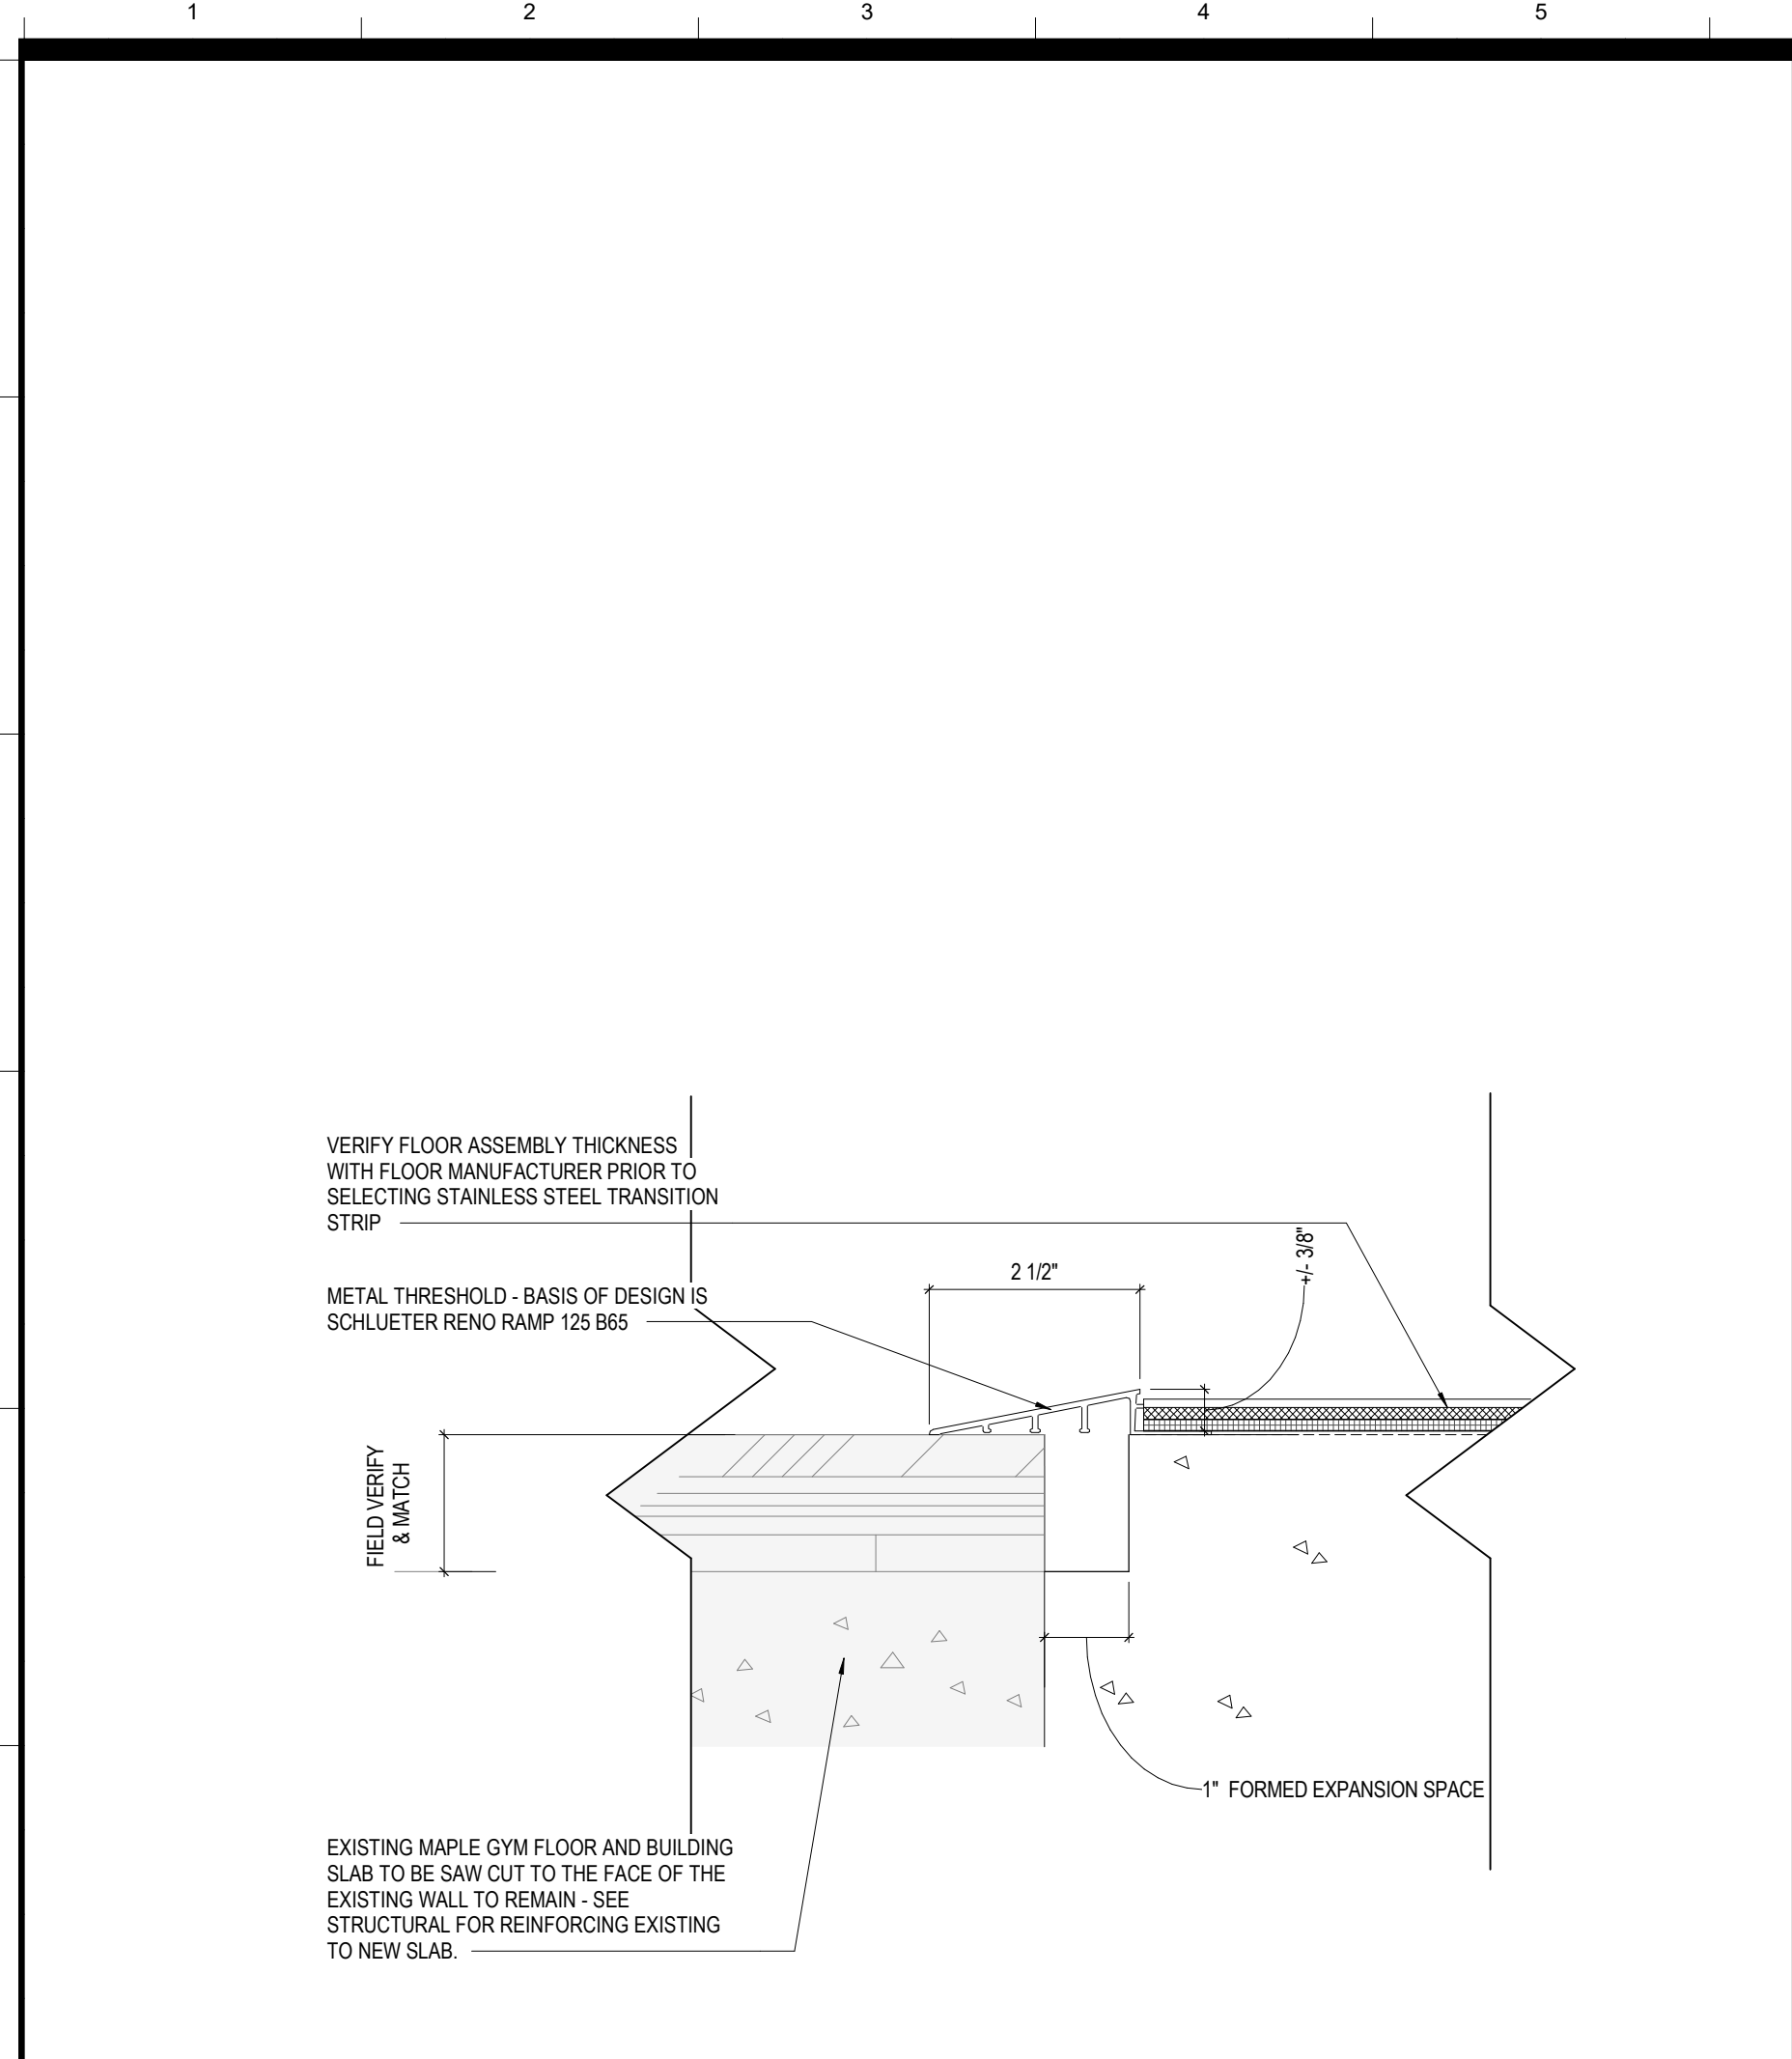 1 2 3 4 5
VERIFY FLOOR ASSEMBLY THICKNESS
WITH FLOOR MANUFACTURER PRIOR TO
SELECTING STAINLESS STEEL TRANSITION
STRIP
+/- 3/8"
2 1/2"
METAL THRESHOLD - BASIS OF DESIGN IS
SCHLUETER RENO RAMP 125 B65
FIELD VERIFY
& MATCH
1" FORMED EXPANSION SPACE
EXISTING MAPLE GYM FLOOR AND BUILDING
SLAB TO BE SAW CUT TO THE FACE OF THE
EXISTING WALL TO REMAIN - SEE
STRUCTURAL FOR REINFORCING EXISTING
TO NEW SLAB.